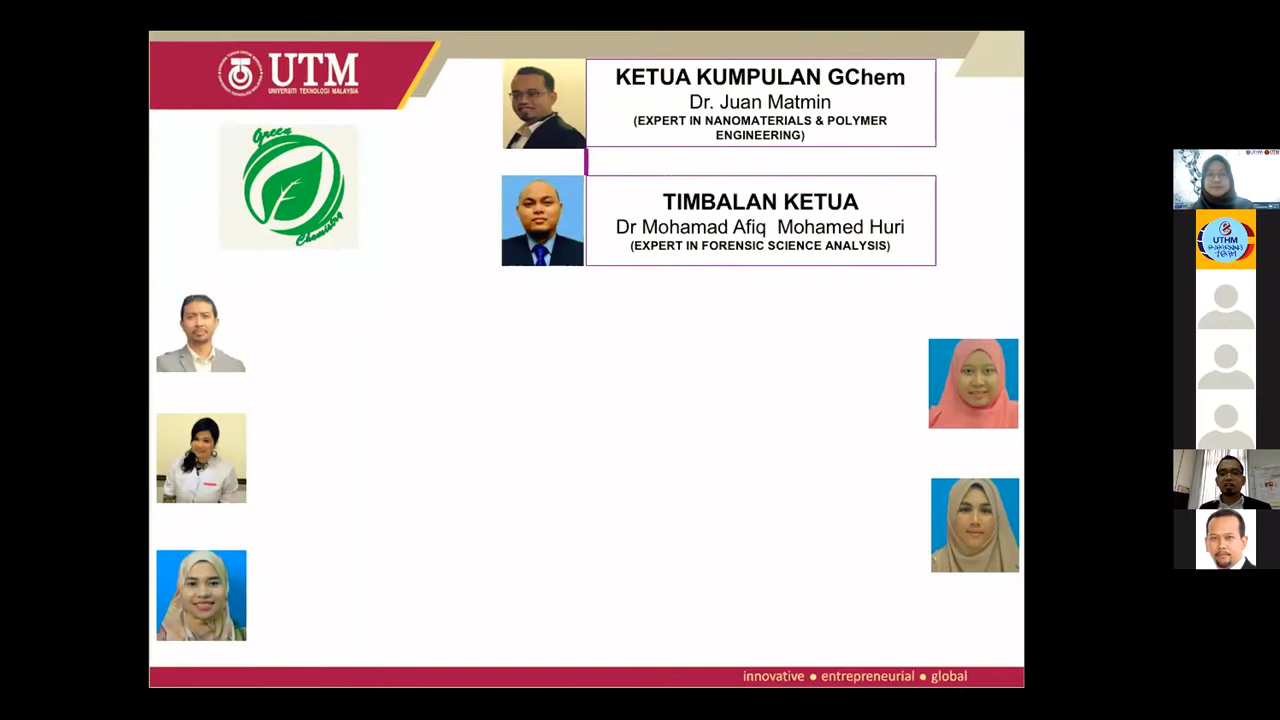 UTM
UNIVERSITI TEKNOLOGI MALAYSIA
Green
Chemistry
KETUA KUMPULAN GChem
Dr. Juan Matmin
(EXPERT IN NANOMATERIALS & POLYMER
ENGINEERING)
TIMBALAN KETUA
Dr Mohamad Afiq Mohamed Huri
(EXPERT IN FORENSIC SCIENCE ANALYSIS)
UTHM
innovative ● entrepreneurial ● global